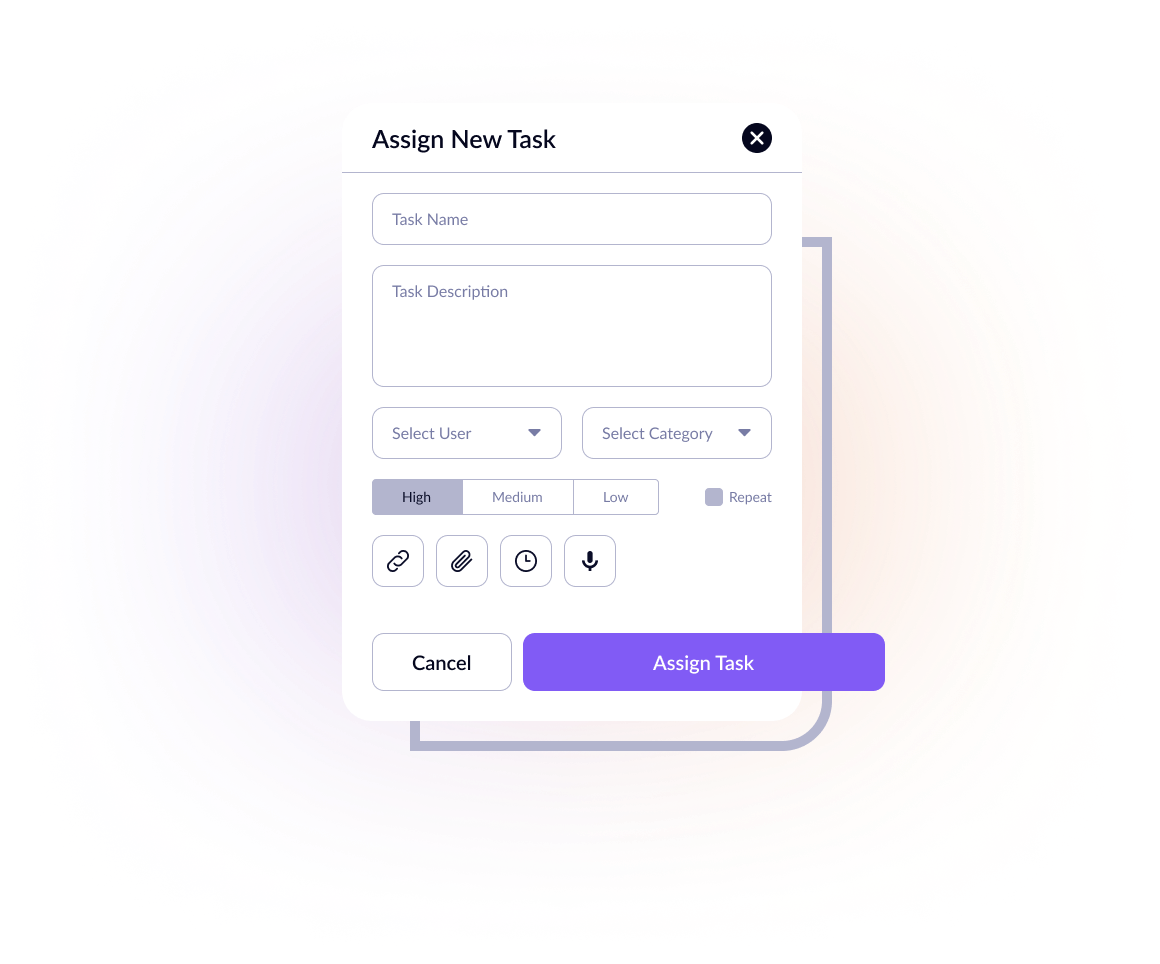 Assign New Task
Task Name
Task Description
Select User Select Category
High Medium Low Repeat
Cancel Assign Task